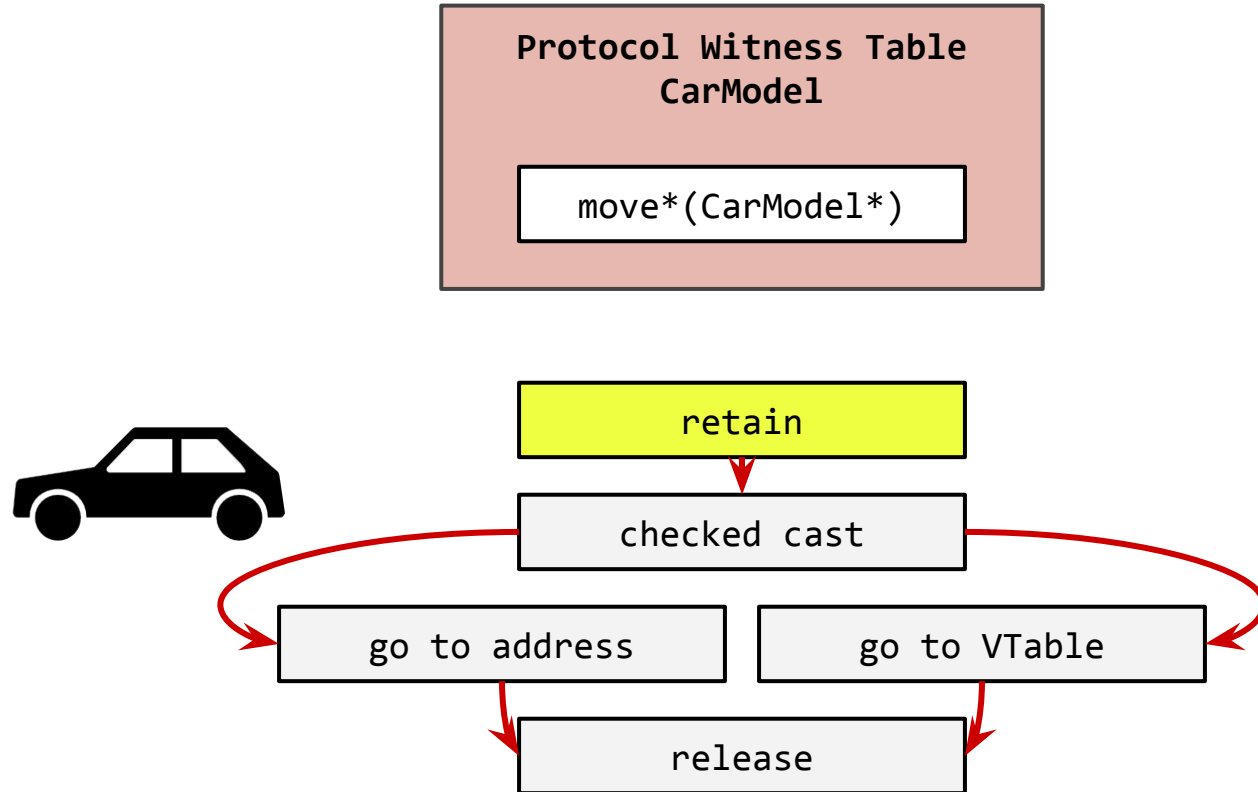 Protocol Witness Table
CarModel
move*(CarModel*)
retain
checked cast
go to address
go to VTable
release